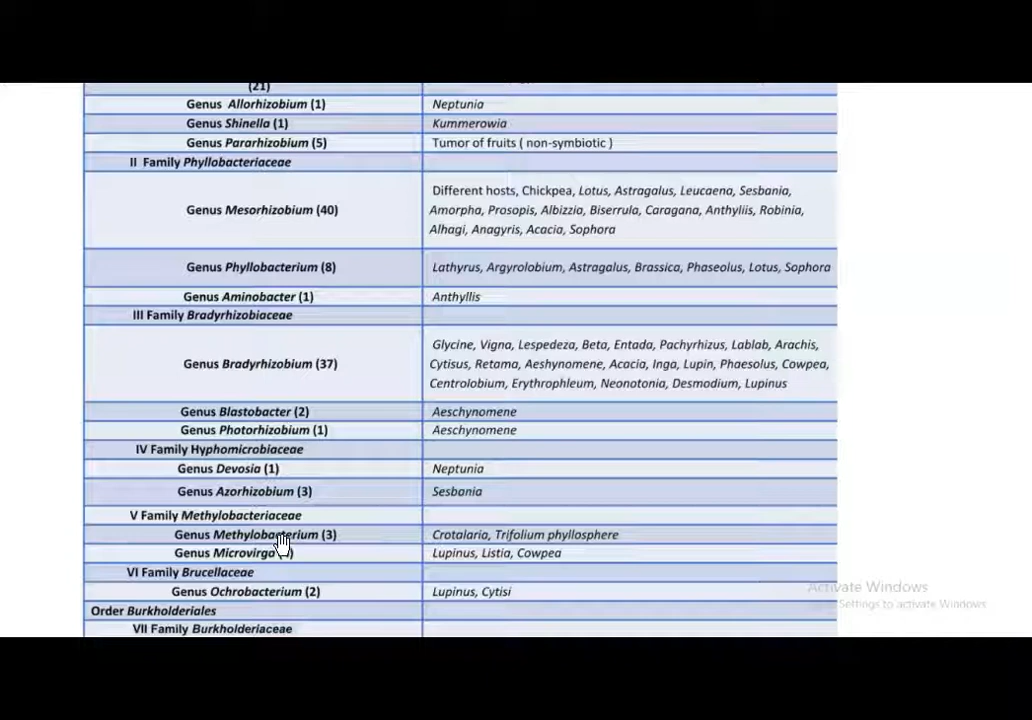 (21)
Genus Allorhizobium (1) Neptunia
Genus Shinella (1) Kummerowia
Genus Pararhizobium (5) Tumor of fruits ( non-symbiotic )
II Family Phyllobacteriaceae
Genus Mesorhizobium (40) Different hosts, Chickpea, Lotus, Astragalus, Leucaena, Sesbania,
Amorpha, Prosopis, Albizzia, Biserrula, Caragana, Anthyliis, Robinia,
Alhagi, Anagyris, Acacia, Sophora
Genus Phyllobacterium (8) Lathyrus, Argyrolobium, Astragalus, Brassica, Phaseolus, Lotus, Sophora
Genus Aminobacter (1) Anthyllis
III Family Bradyrhizobiaceae
Genus Bradyrhizobium (37) Glycine, Vigna, Lespedeza, Beta, Entada, Pachyrhizus, Lablab, Arachis,
Cytisus, Retama, Aeshynomene, Acacia, Inga, Lupin, Phaesolus, Cowpea,
Centrolobium, Erythrophleum, Neonotonia, Desmodium, Lupinus
Genus Blastobacter (2) Aeschynomene
Genus Photorhizobium (1) Aeschynomene
IV Family Hyphomicrobiaceae
Genus Devosia (1) Neptunia
Genus Azorhizobium (3) Sesbania
V Family Methylobacteriaceae
Genus Methylobacterium (3) Crotalaria, Trifolium phyllosphere
Genus Microvirga Lupinus, Listia, Cowpea
VI Family Brucellaceae
Genus Ochrobacterium (2) Lupinus, Cytisi
Order Burkholderiales
VII Family Burkholderiaceae
Activate Windows
Settings to activate Windows